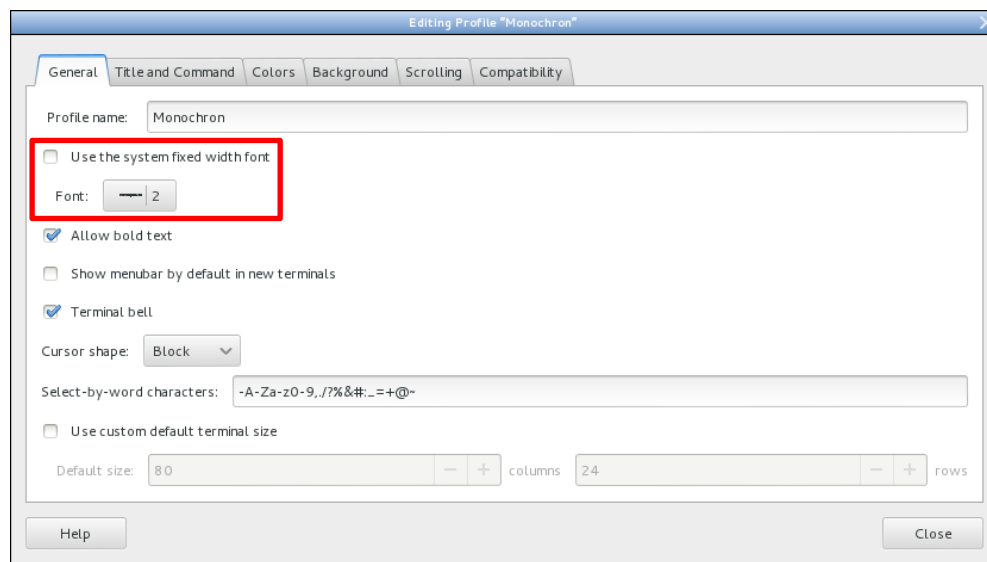 Editing Profile "Monochron"
General Title and Command Colors Background Scrolling Compatibility
Profile name: Monochron
Use the system fixed width font
Font: 2
Allow bold text
Show menubar by default in new terminals
Terminal bell
Cursor shape: Block
Select-by-word characters: -A-Za-z0-9,./?%&#:_=+@~
Use custom default terminal size
Default size: 80 − + columns 24 − + rows
Help Close